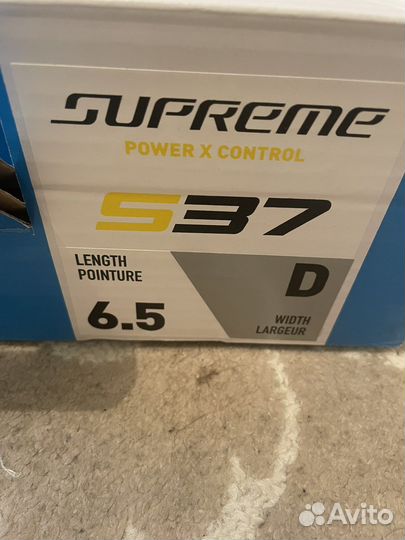 SUPREME
POWER X CONTROL
S37
LENGTH
POINTURE
6.5
D
WIDTH
LARGEUR
Avito